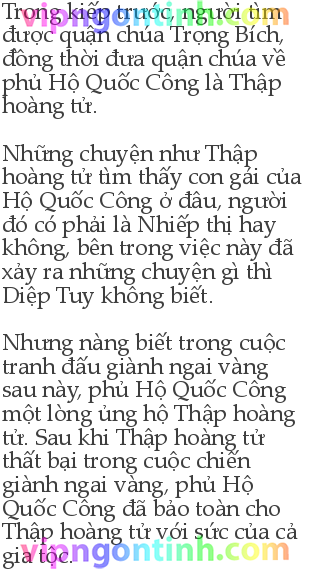 Trong kiếp trước, người tìm
được quận chúa Trọng Bích,
đồng thời đưa quận chúa về
phủ Hộ Quốc Công là Thập
hoàng tử.
Những chuyện như Thập
hoàng tử tìm thấy con gái của
Hộ Quốc Công ở đâu, người
đó có phải là Nhiếp thị hay
không, bên trong việc này đã
xảy ra những chuyện gì thì
Diệp Tuy không biết.
Nhưng nàng biết trong cuộc
tranh đấu giành ngai vàng
sau này, phủ Hộ Quốc Công
một lòng ủng hộ Thập hoàng
tử. Sau khi Thập hoàng tử
thất bại trong cuộc chiến
giành ngai vàng, phủ Hộ
Quốc Công đã bảo toàn cho
Thập hoàng tử với sức của cả
gia tộc.
vipngontinh.com
vipngontinh.com